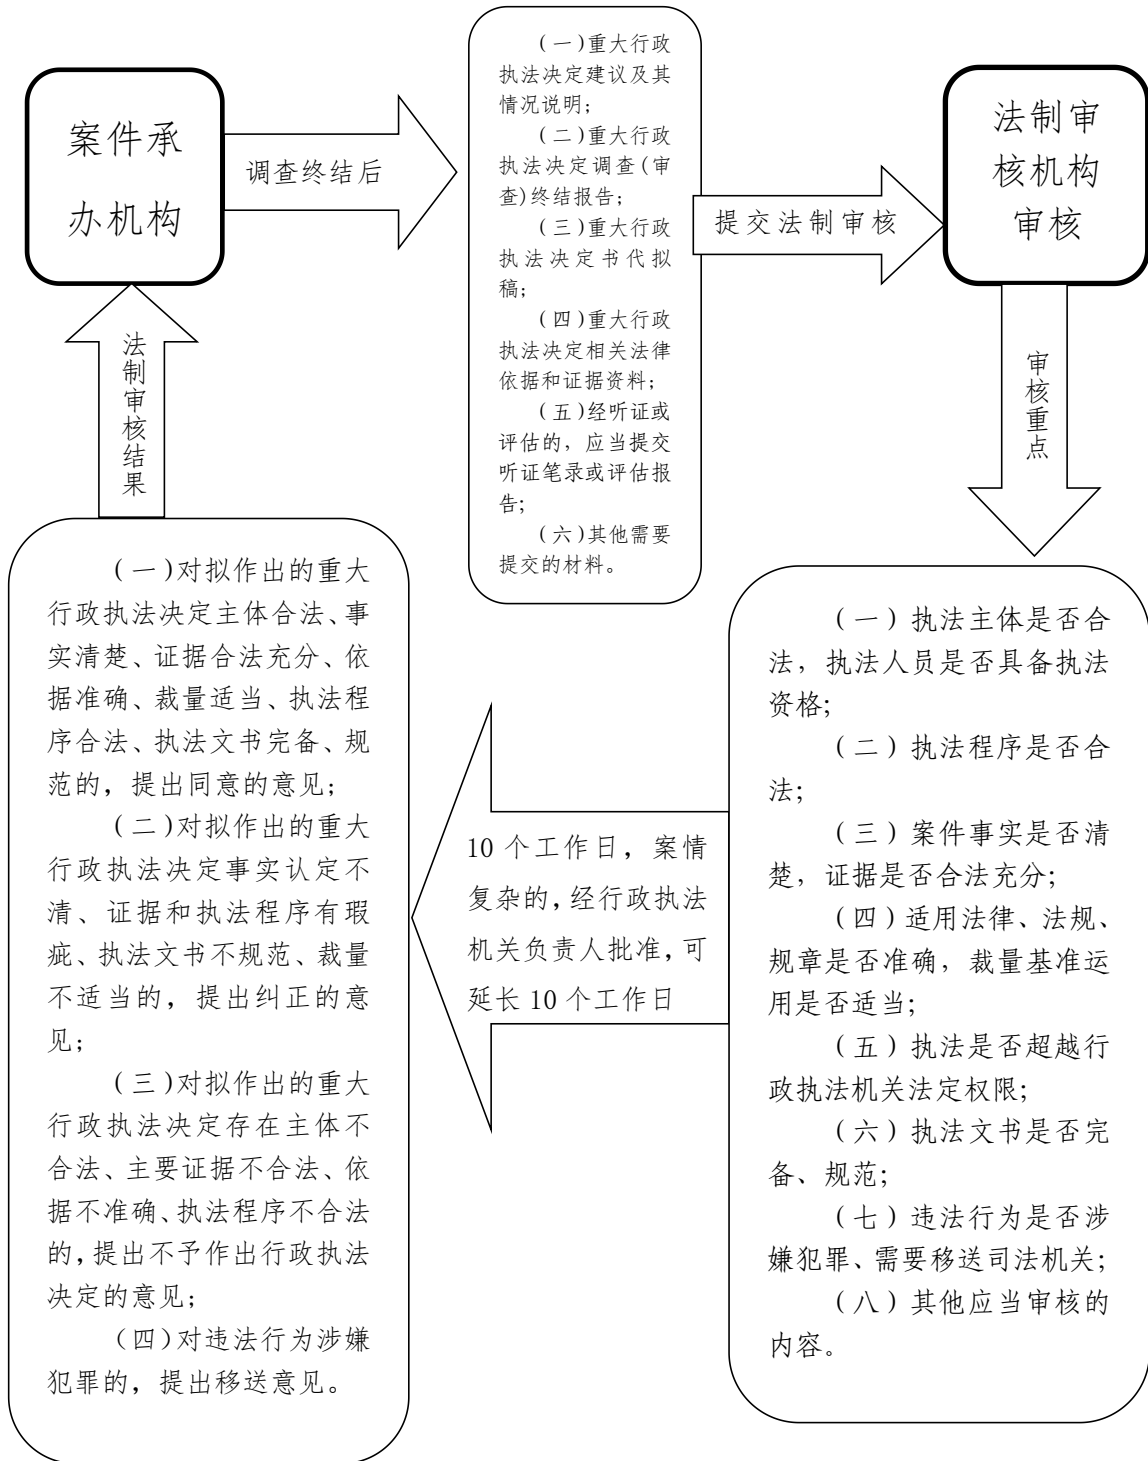 案件承
办机构
调查终结后
（一）重大行政
执法决定建议及其
情况说明；
（二）重大行政
执法决定调查（审
查）终结报告；
（三）重大行政
执法决定书代拟
稿；
（四）重大行政
执法决定相关法律
依据和证据资料；
（五）经听证或
评估的，应当提交
听证笔录或评估报
告；
（六）其他需要
提交的材料。
提交法制审核
法制审
核机构
审核
审核重点
（一）执法主体是否合
法，执法人员是否具备执法
资格；
（二）执法程序是否合
法；
（三）案件事实是否清
楚，证据是否合法充分；
（四）适用法律、法规、
规章是否准确，裁量基准运
用是否适当；
（五）执法是否超越行
政执法机关法定权限；
（六）执法文书是否完
备、规范；
（七）违法行为是否涉
嫌犯罪、需要移送司法机关；
（八）其他应当审核的
内容。
10 个工作日，案情
复杂的，经行政执法
机关负责人批准，可
延长 10 个工作日
（一）对拟作出的重大
行政执法决定主体合法、事
实清楚、证据合法充分、依
据准确、裁量适当、执法程
序合法、执法文书完备、规
范的，提出同意的意见；
（二）对拟作出的重大
行政执法决定事实认定不
清、证据和执法程序有瑕
疵、执法文书不规范、裁量
不适当的，提出纠正的意
见；
（三）对拟作出的重大
行政执法决定存在主体不
合法、主要证据不合法、依
据不准确、执法程序不合法
的，提出不予作出行政执法
决定的意见；
（四）对违法行为涉嫌
犯罪的，提出移送意见。
法制审核结果